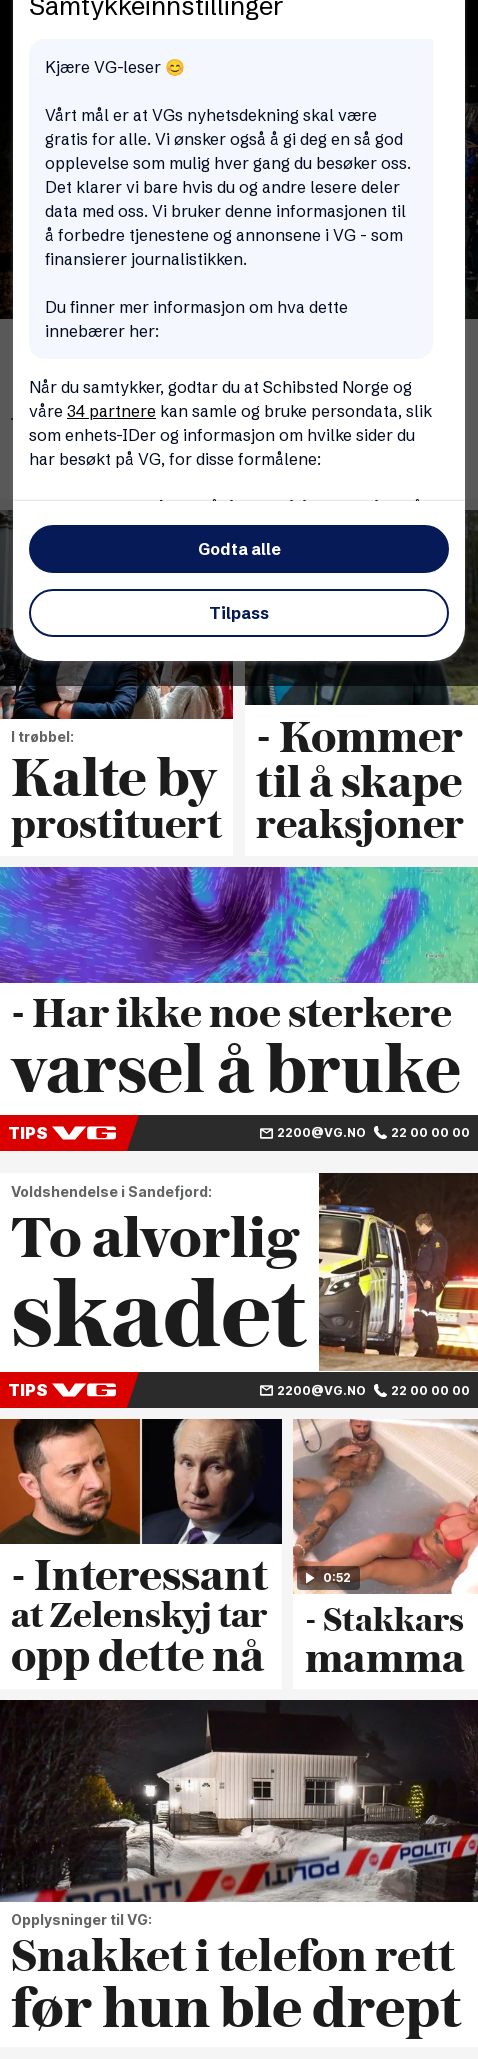 Samtykkeinnstillinger
Kjære VG-leser 😊
Vårt mål er at VGs nyhetsdekning skal være
gratis for alle. Vi ønsker også å gi deg en så god
opplevelse som mulig hver gang du besøker oss.
Det klarer vi bare hvis du og andre lesere deler
data med oss. Vi bruker denne informasjonen til
å forbedre tjenestene og annonsene i VG - som
finansierer journalistikken.
Du finner mer informasjon om hva dette
innebærer her:
Når du samtykker, godtar du at Schibsted Norge og
våre 34 partnere kan samle og bruke persondata, slik
som enhets-IDer og informasjon om hvilke sider du
har besøkt på VG, for disse formålene:
Godta alle
Tilpass
I trøbbel:
Kalte by
prostituert
- Kommer
til å skape
reaksjoner
- Har ikke noe sterkere
varsel å bruke
TIPS VG 2200@VG.NO 22 00 00 00
Voldshendelse i Sandefjord:
To alvorlig
skadet
TIPS VG 2200@VG.NO 22 00 00 00
- Interessant
at Zelenskyj tar
opp dette nå
0:52
- Stakkars
mamma
POLITI POLITI POLITI POLITI
Opplysninger til VG:
Snakket i telefon rett
før hun ble drept